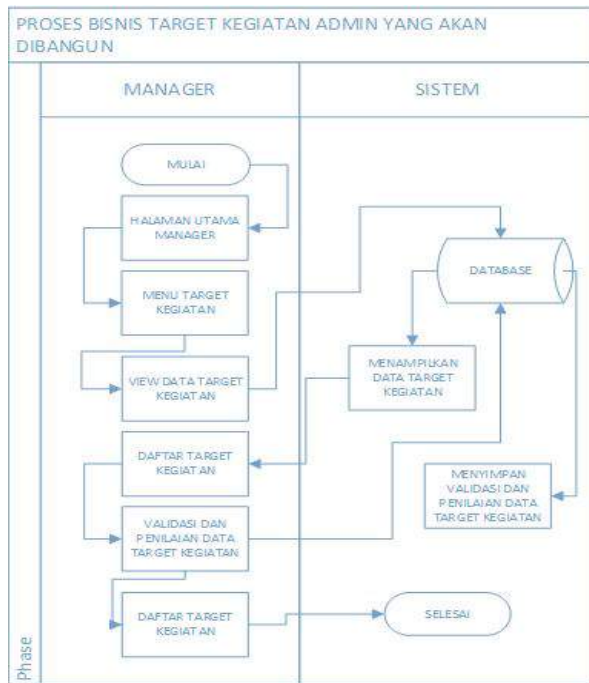 PROSES BISNIS TARGET KEGIATAN ADMIN YANG AKAN
DIBANGUN
MANAGER
SISTEM
MULAI
HALAMAN UTAMA
MANAGER
MENU TARGET
KEGIATAN
VIEW DATA TARGET
KEGIATAN
DATABASE
MENAMPILKAN
DATA TARGET
KEGIATAN
DAFTAR TARGET
KEGIATAN
VALIDASI DAN
PENILAIAN DATA
TARGET KEGIATAN
MENYIMPAN
VALIDASI DAN
PENILAIAN DATA
TARGET KEGIATAN
DAFTAR TARGET
KEGIATAN
SELESAI
Phase